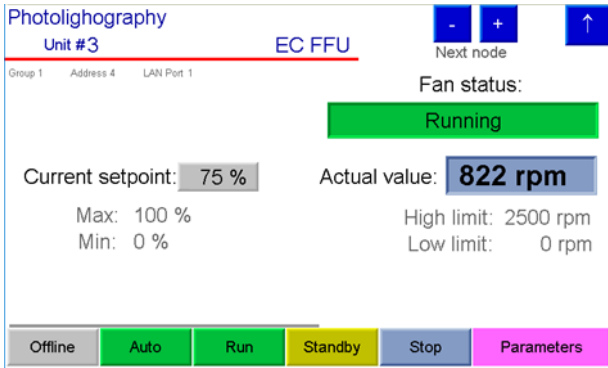 Photolighography
Unit #3
EC FFU
- + ↑
Next node
Group 1 Address 4 LAN Port 1
Fan status:
Running
Current setpoint: 75 %
Actual value: 822 rpm
Max: 100 %
High limit: 2500 rpm
Min: 0 %
Low limit: 0 rpm
Offline Auto Run Standby Stop Parameters